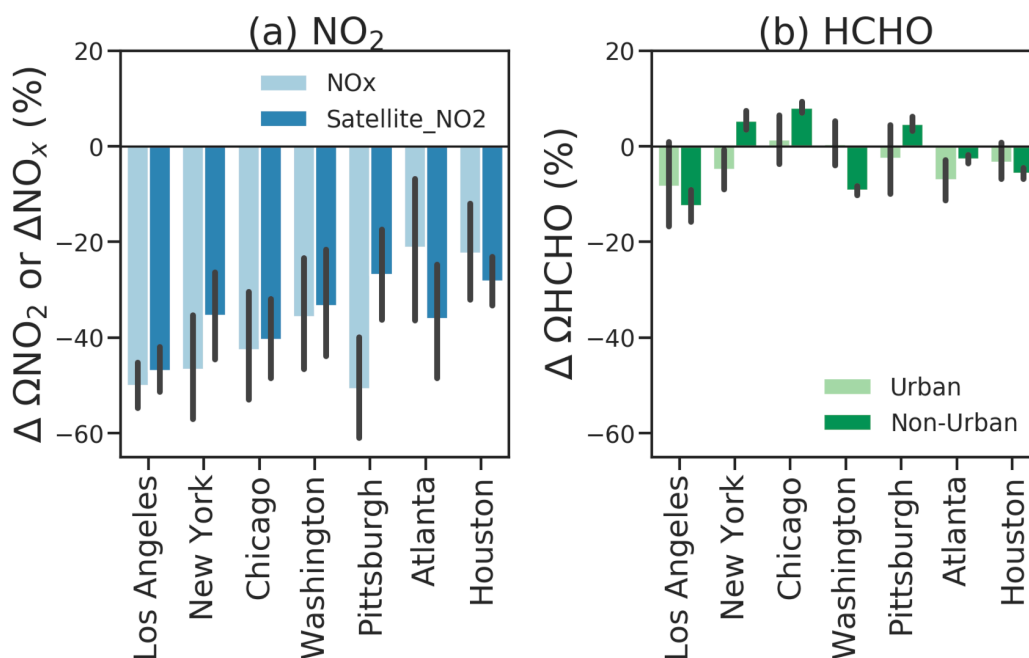 (a) NO₂
(b) HCHO
Δ ΩNO₂ or ΔNOₓ (%)
20
0
−20
−40
−60
NOx
Satellite_NO2
Los Angeles
New York
Chicago
Washington
Pittsburgh
Atlanta
Houston
Δ ΩHCHO (%)
20
0
−20
−40
−60
Urban
Non-Urban
Los Angeles
New York
Chicago
Washington
Pittsburgh
Atlanta
Houston